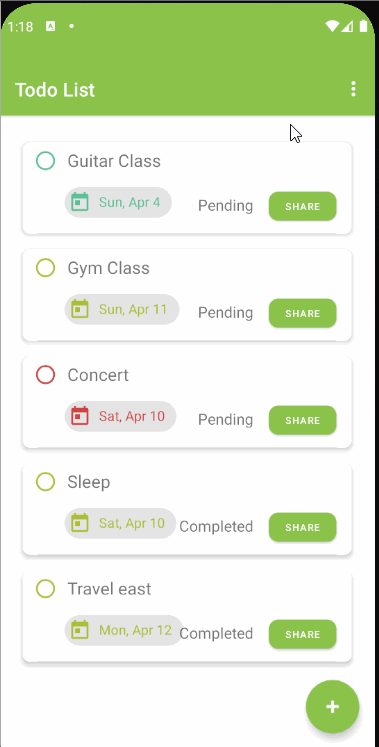 1:18 A
Todo List
Guitar Class
Sun, Apr 4 Pending SHARE
Gym Class
Sun, Apr 11 Pending SHARE
Concert
Sat, Apr 10 Pending SHARE
Sleep
Sat, Apr 10 Completed SHARE
Travel east
Mon, Apr 12 Completed SHARE
+